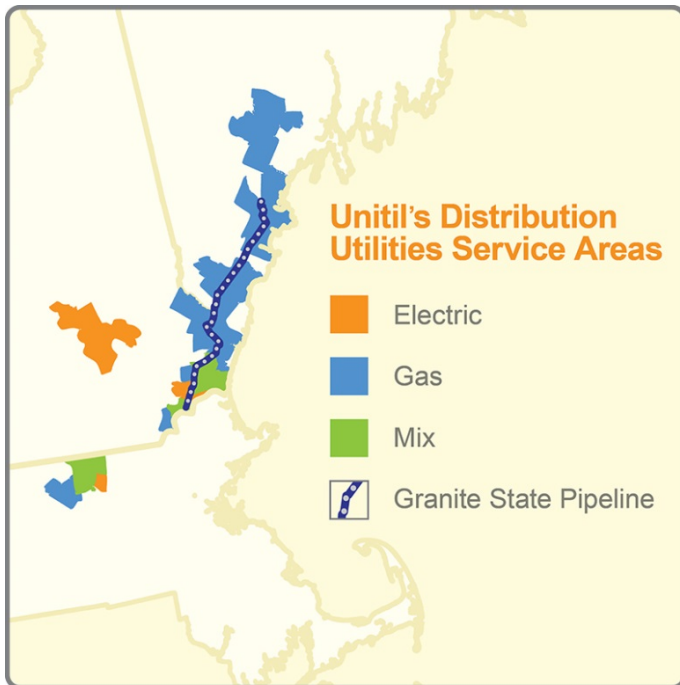 Unitil's Distribution
Utilities Service Areas
Electric
Gas
Mix
Granite State Pipeline